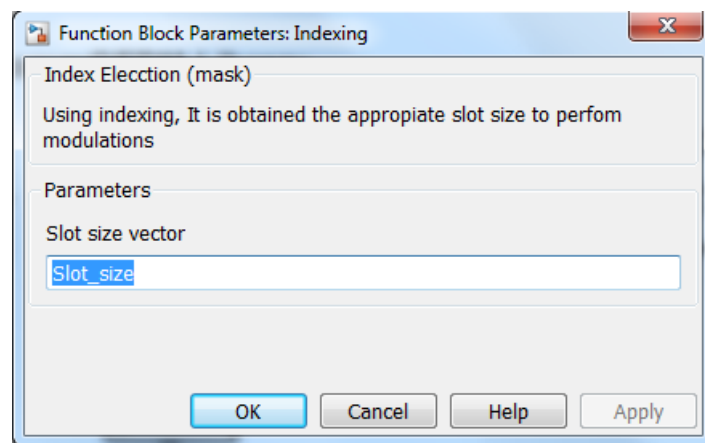 Function Block Parameters: Indexing
Index Elecction (mask)
Using indexing, It is obtained the appropiate slot size to perfom
modulations
Parameters
Slot size vector
Slot_size
OK Cancel Help Apply